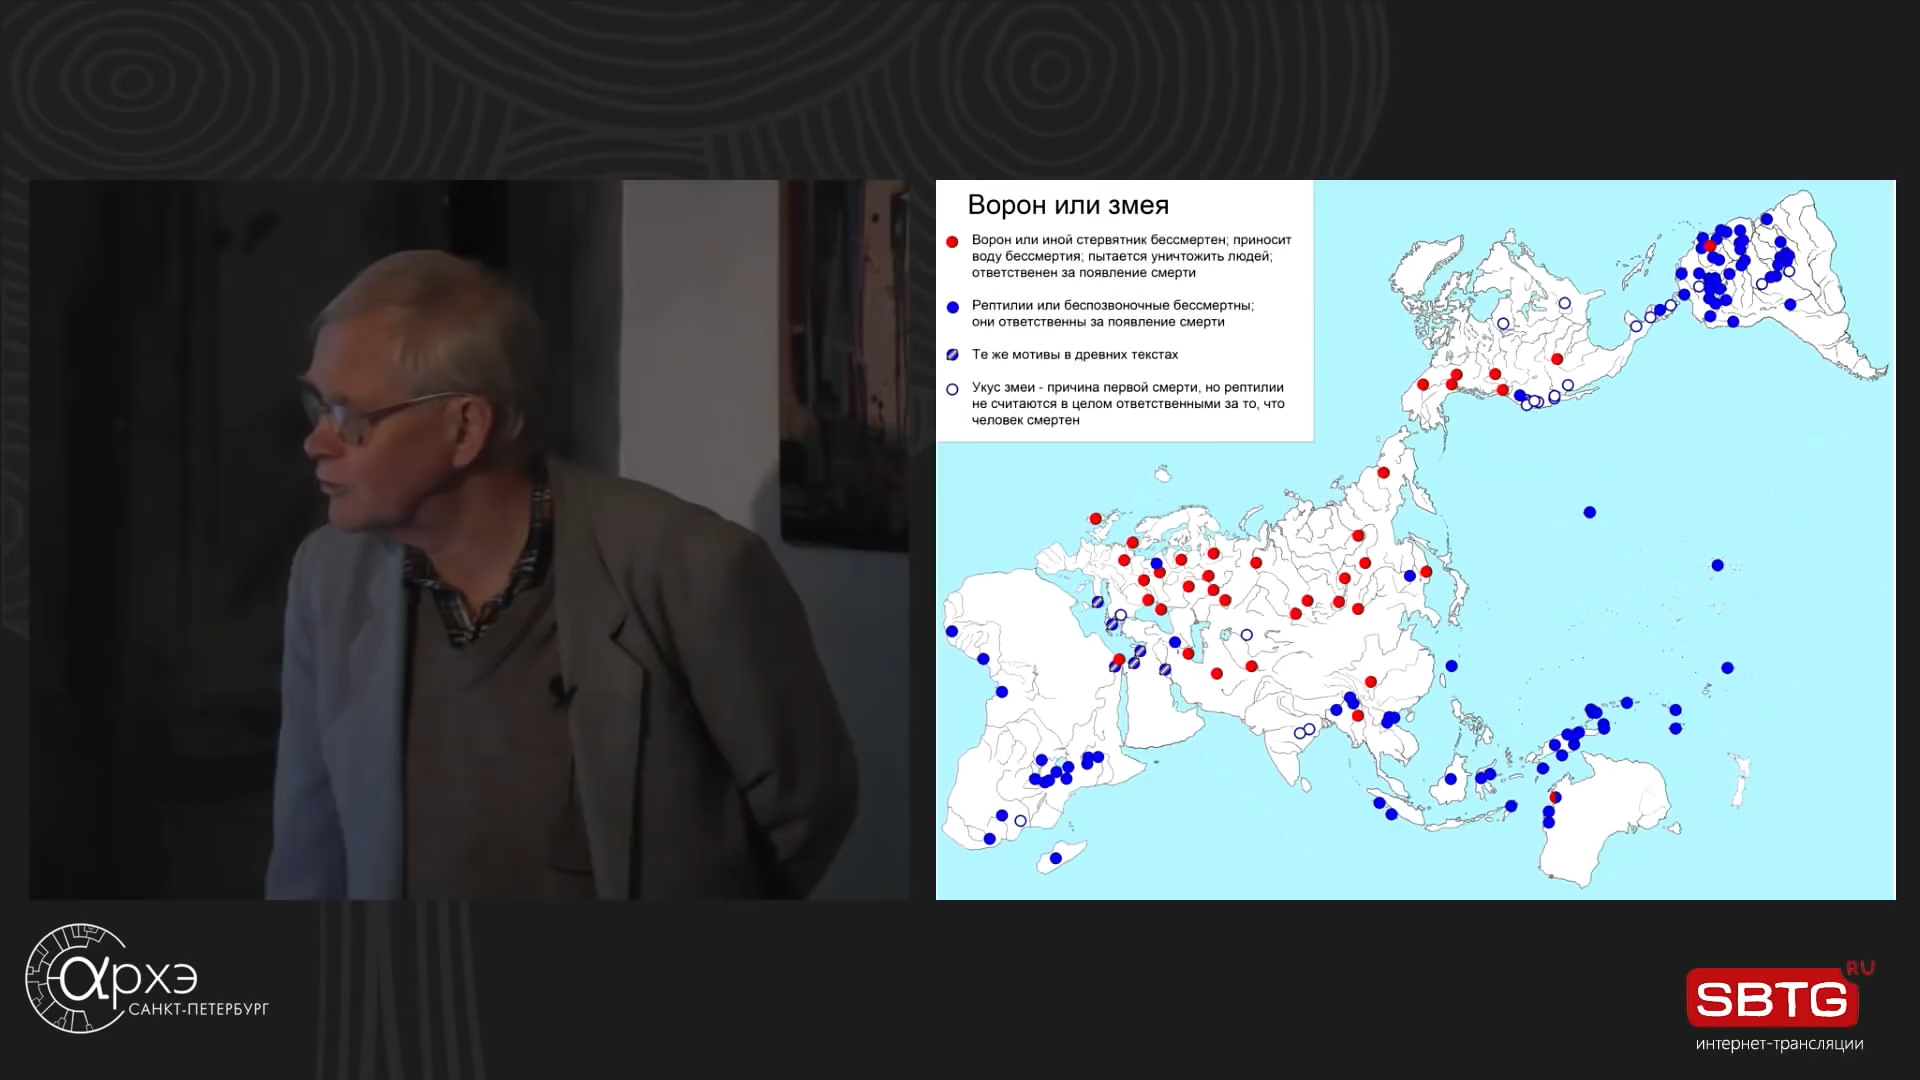 Ворон или змея
Ворон или иной стервятник бессмертен; приносит
воду бессмертия; пытается уничтожить людей;
ответственен за появление смерти
Рептилии или беспозвоночные бессмертны;
они ответственны за появление смерти
Те же мотивы в древних текстах
Укус змеи - причина первой смерти, но рептилии
не считаются в целом ответственными за то, что
человек смертен
αрхэ
САНКТ-ПЕТЕРБУРГ
RU
SBTG
интернет-трансляции